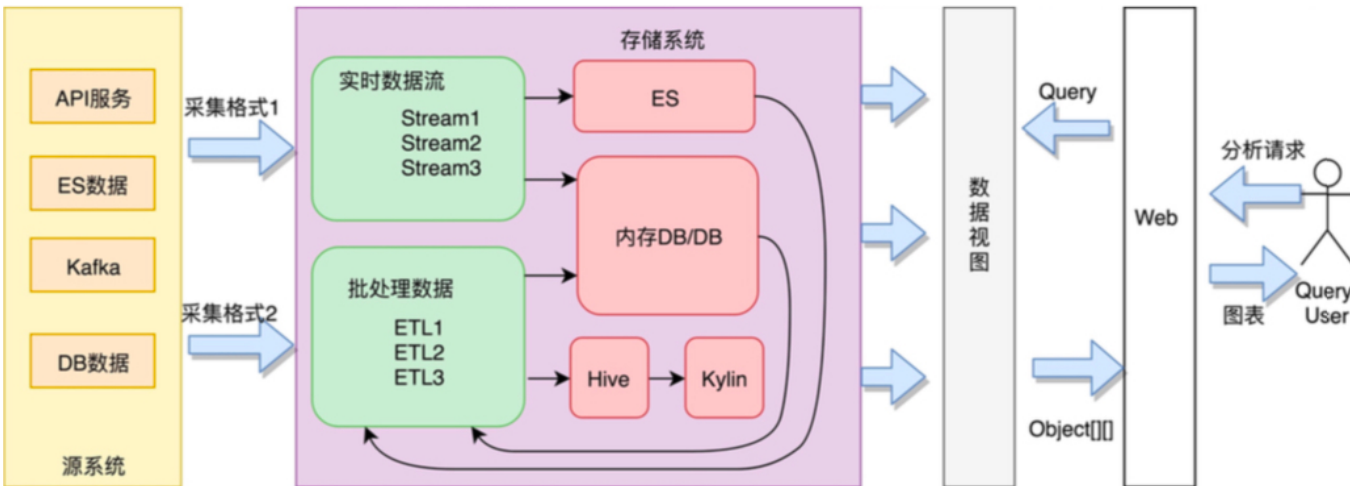 API服务
ES数据
Kafka
DB数据
源系统
采集格式1
采集格式2
存储系统
实时数据流
Stream1
Stream2
Stream3
批处理数据
ETL1
ETL2
ETL3
ES
内存DB/DB
Hive
Kylin
数
据
视
图
Query
Object[][]
Web
分析请求
图表
Query
User